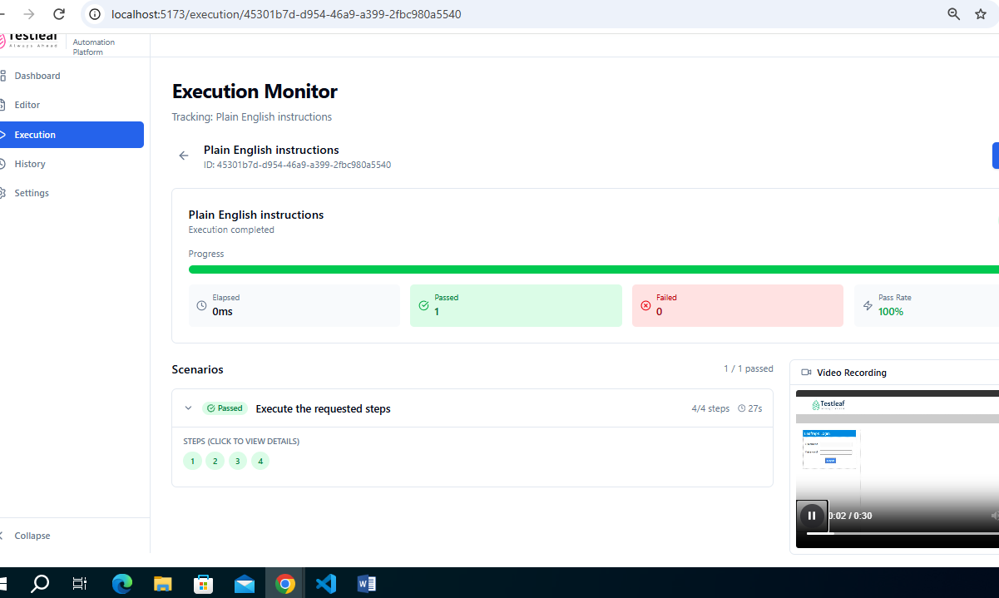 localhost:5173/execution/45301b7d-d954-46a9-a399-2fbc980a5540
Testleaf
Always Ahead
Automation
Platform
Dashboard
Editor
Execution
History
Settings
Collapse
Execution Monitor
Tracking: Plain English instructions
Plain English instructions
ID: 45301b7d-d954-46a9-a399-2fbc980a5540
Plain English instructions
Execution completed
Progress
Elapsed
0ms
Passed
1
Failed
0
Pass Rate
100%
Scenarios
1 / 1 passed
Passed
Execute the requested steps
4/4 steps
27s
STEPS (CLICK TO VIEW DETAILS)
1 2 3 4
Video Recording
Testleaf
0:02 / 0:30